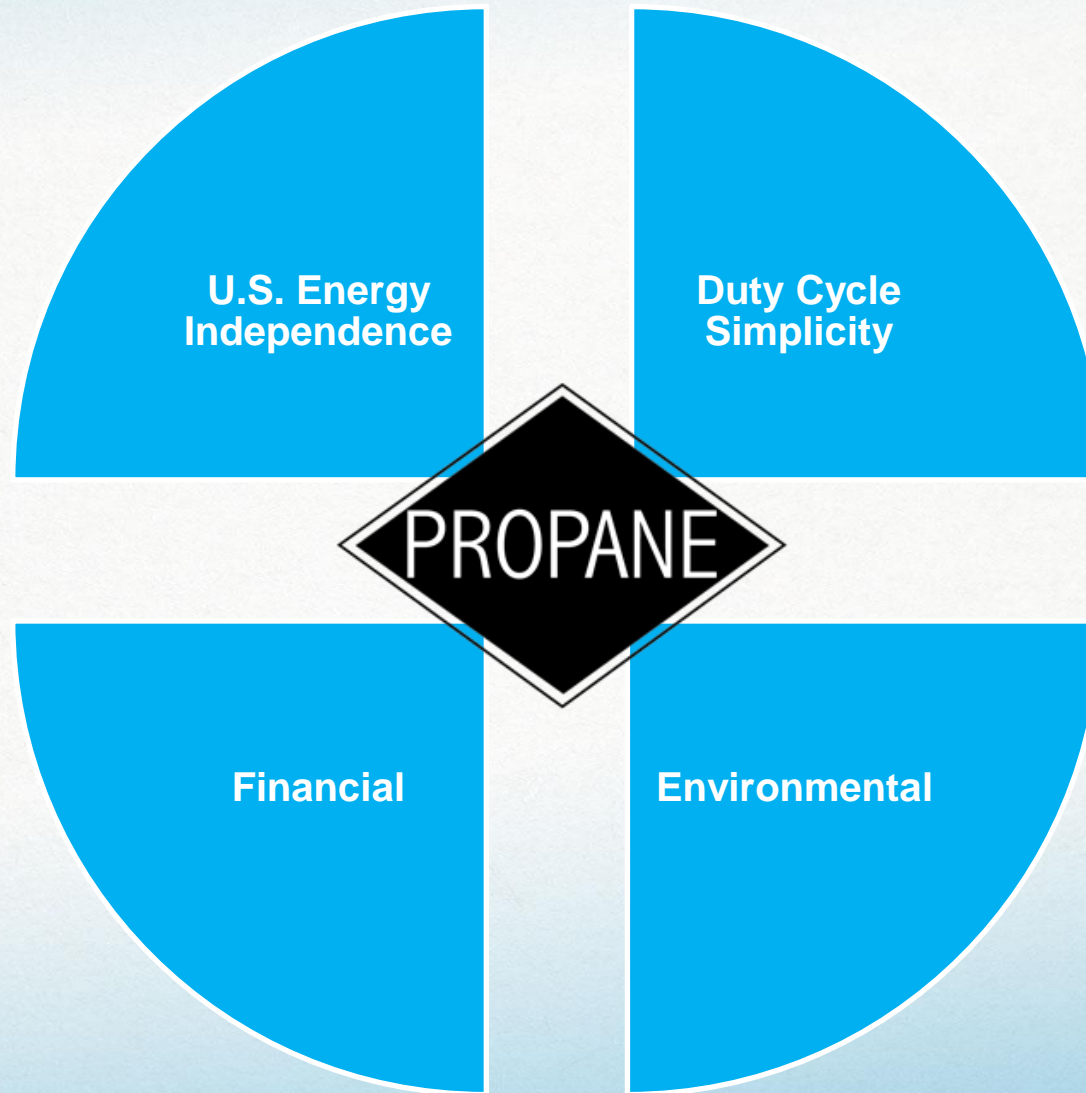 U.S. Energy
Independence
Duty Cycle
Simplicity
PROPANE
Financial
Environmental